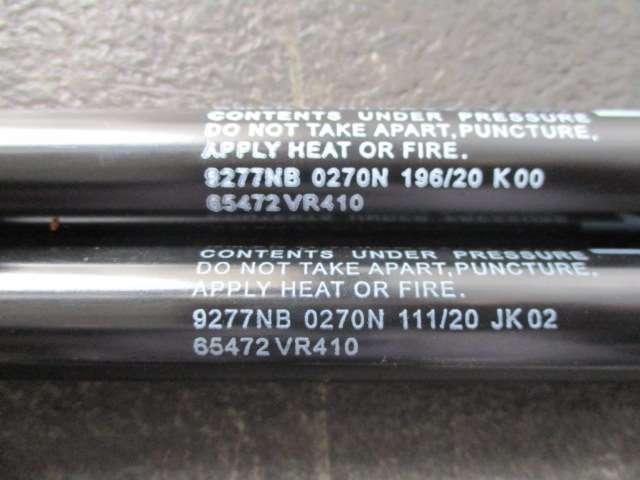 CONTENTS UNDER PRESSURE
DO NOT TAKE APART,PUNCTURE,
APPLY HEAT OR FIRE.
9277NB 0270N 196/20 K00
65472VR410
CONTENTS UNDER PRESSURE
DO NOT TAKE APART,PUNCTURE,
APPLY HEAT OR FIRE.
9277NB 0270N 111/20 JK02
65472VR410